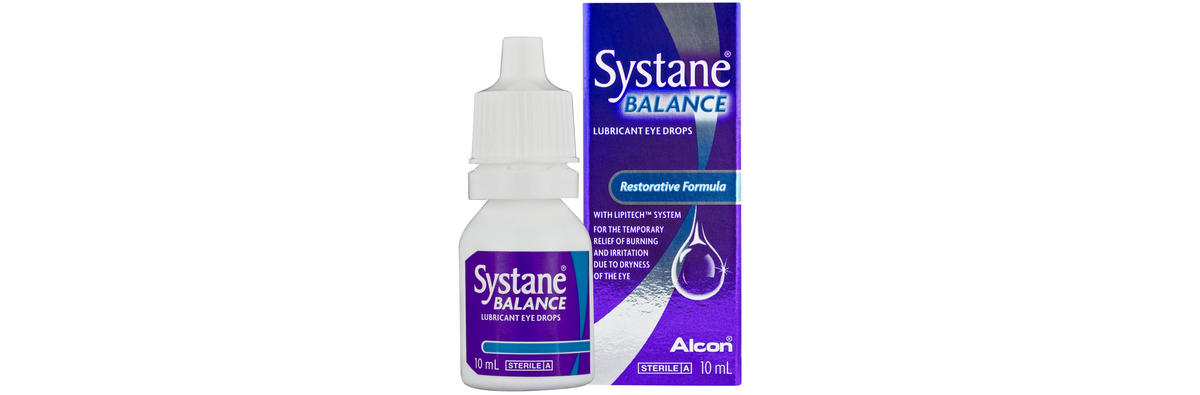 Systane®
BALANCE
LUBRICANT EYE DROPS
10 mL STERILE A
Systane®
BALANCE
LUBRICANT EYE DROPS
Restorative Formula
WITH LIPITECH™ SYSTEM
FOR THE TEMPORARY
RELIEF OF BURNING
AND IRRITATION
DUE TO DRYNESS
OF THE EYE
Alcon®
STERILE A 10 mL